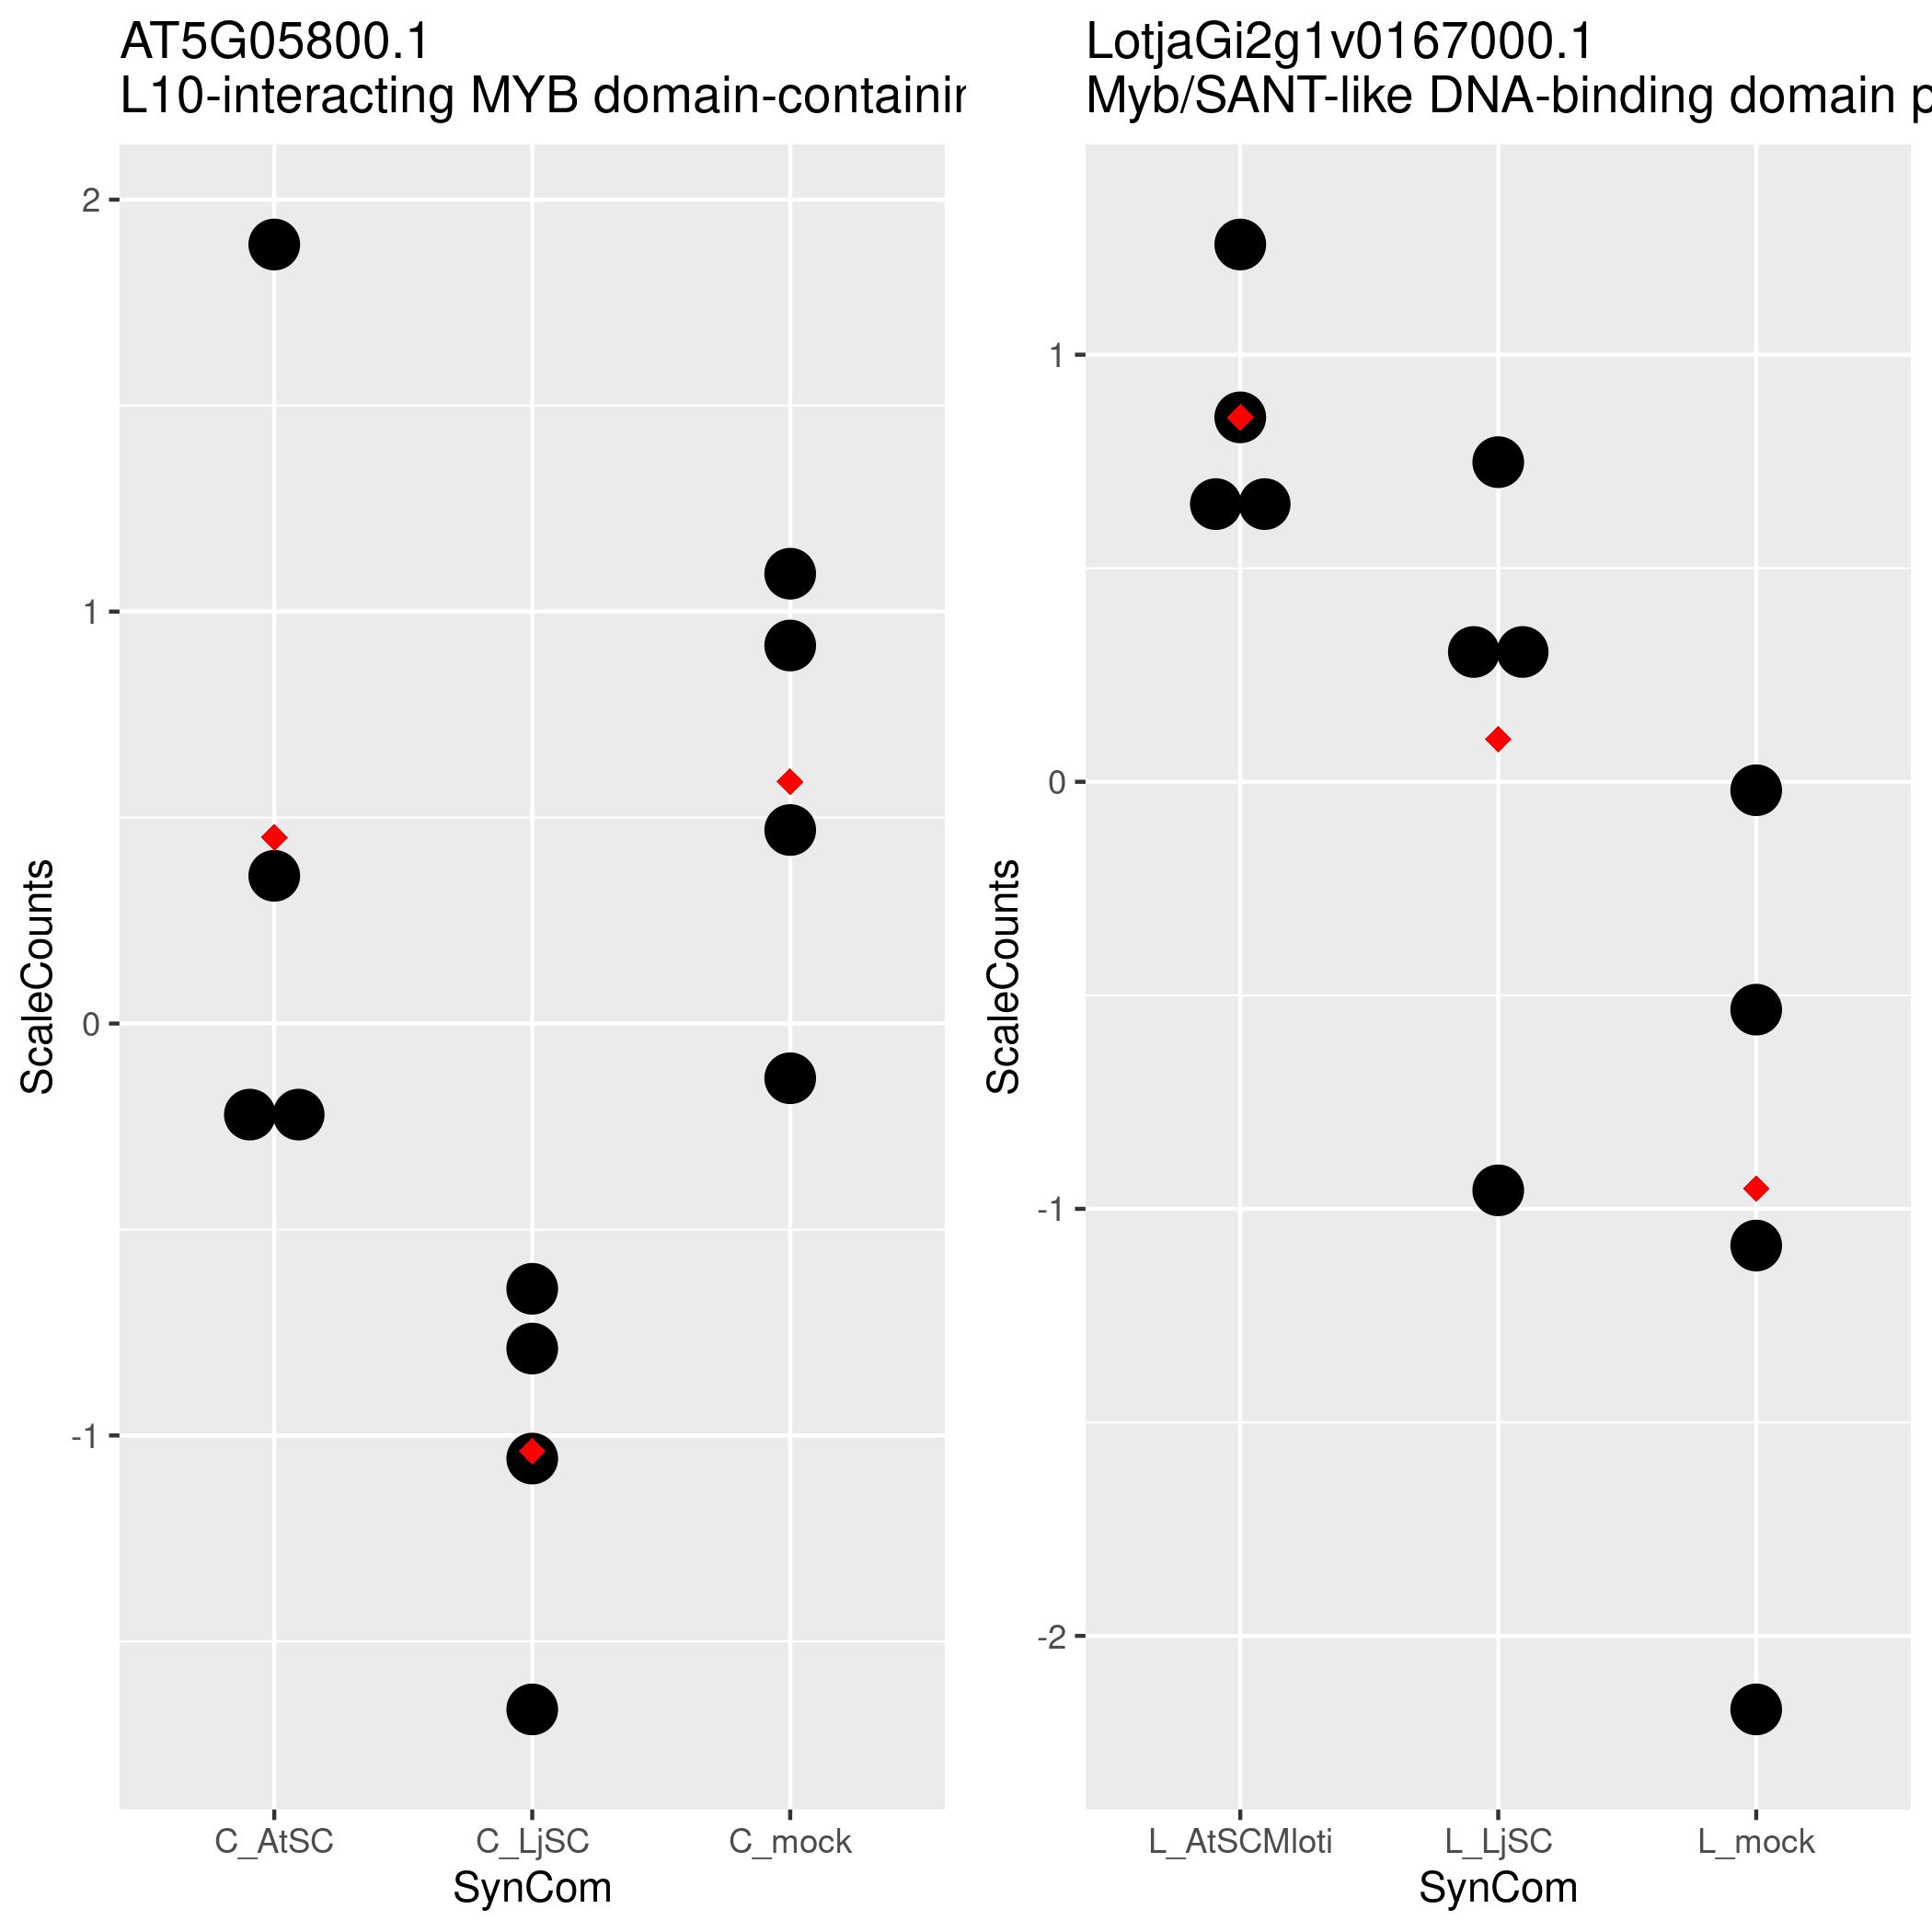 AT5G05800.1
L10-interacting MYB domain-containin
ScaleCounts
2
1
0
-1
C_AtSC
C_LjSC
C_mock
SynCom
LotjaGi2g1v0167000.1
Myb/SANT-like DNA-binding domain p
ScaleCounts
1
0
-1
-2
L_AtSCMloti
L_LjSC
L_mock
SynCom